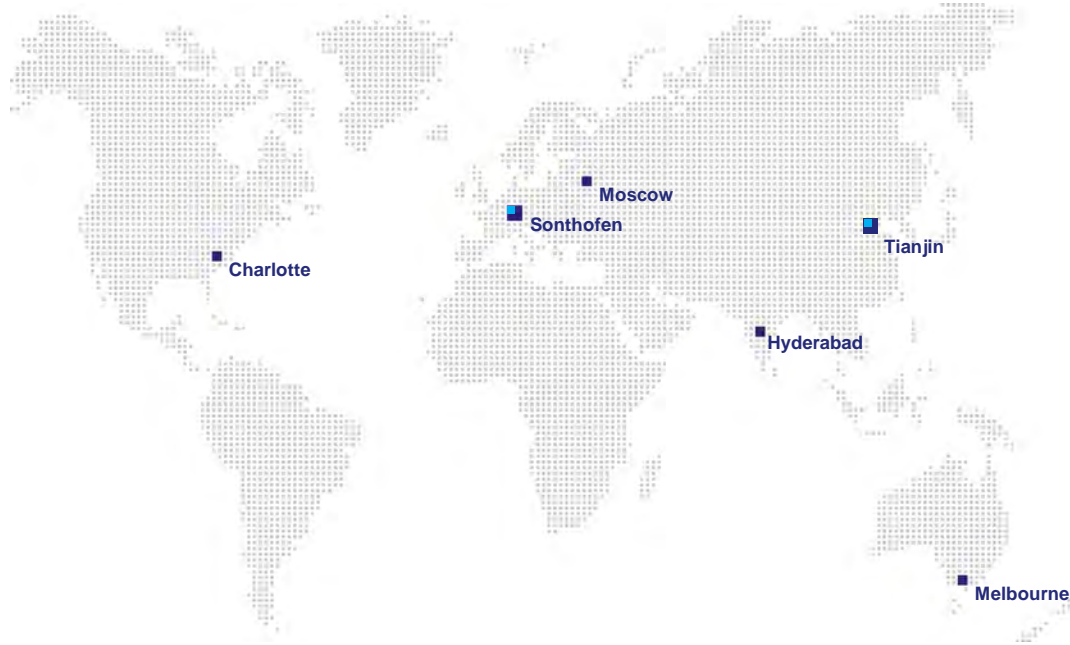 Moscow
Sonthofen
Tianjin
Charlotte
Hyderabad
Melbourne